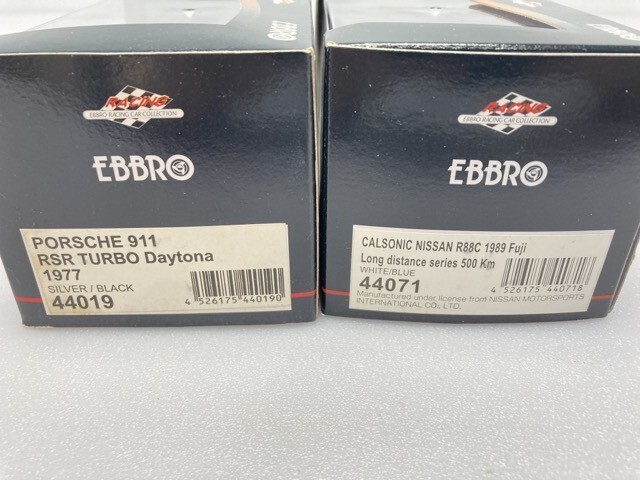 RACING
EBBRO RACING CAR COLLECTION
EBBRO
PORSCHE 911
RSR TURBO Daytona
1977
SILVER / BLACK
44019
4 526175 440190
RACING
EBBRO RACING CAR COLLECTION
EBBRO
CALSONIC NISSAN R88C 1989 Fuji
Long distance series 500 Km
WHITE/BLUE
44071
4 526175 440718
Manufactured under license from NISSAN MOTORSPORTS
INTERNATIONAL CO., LTD.